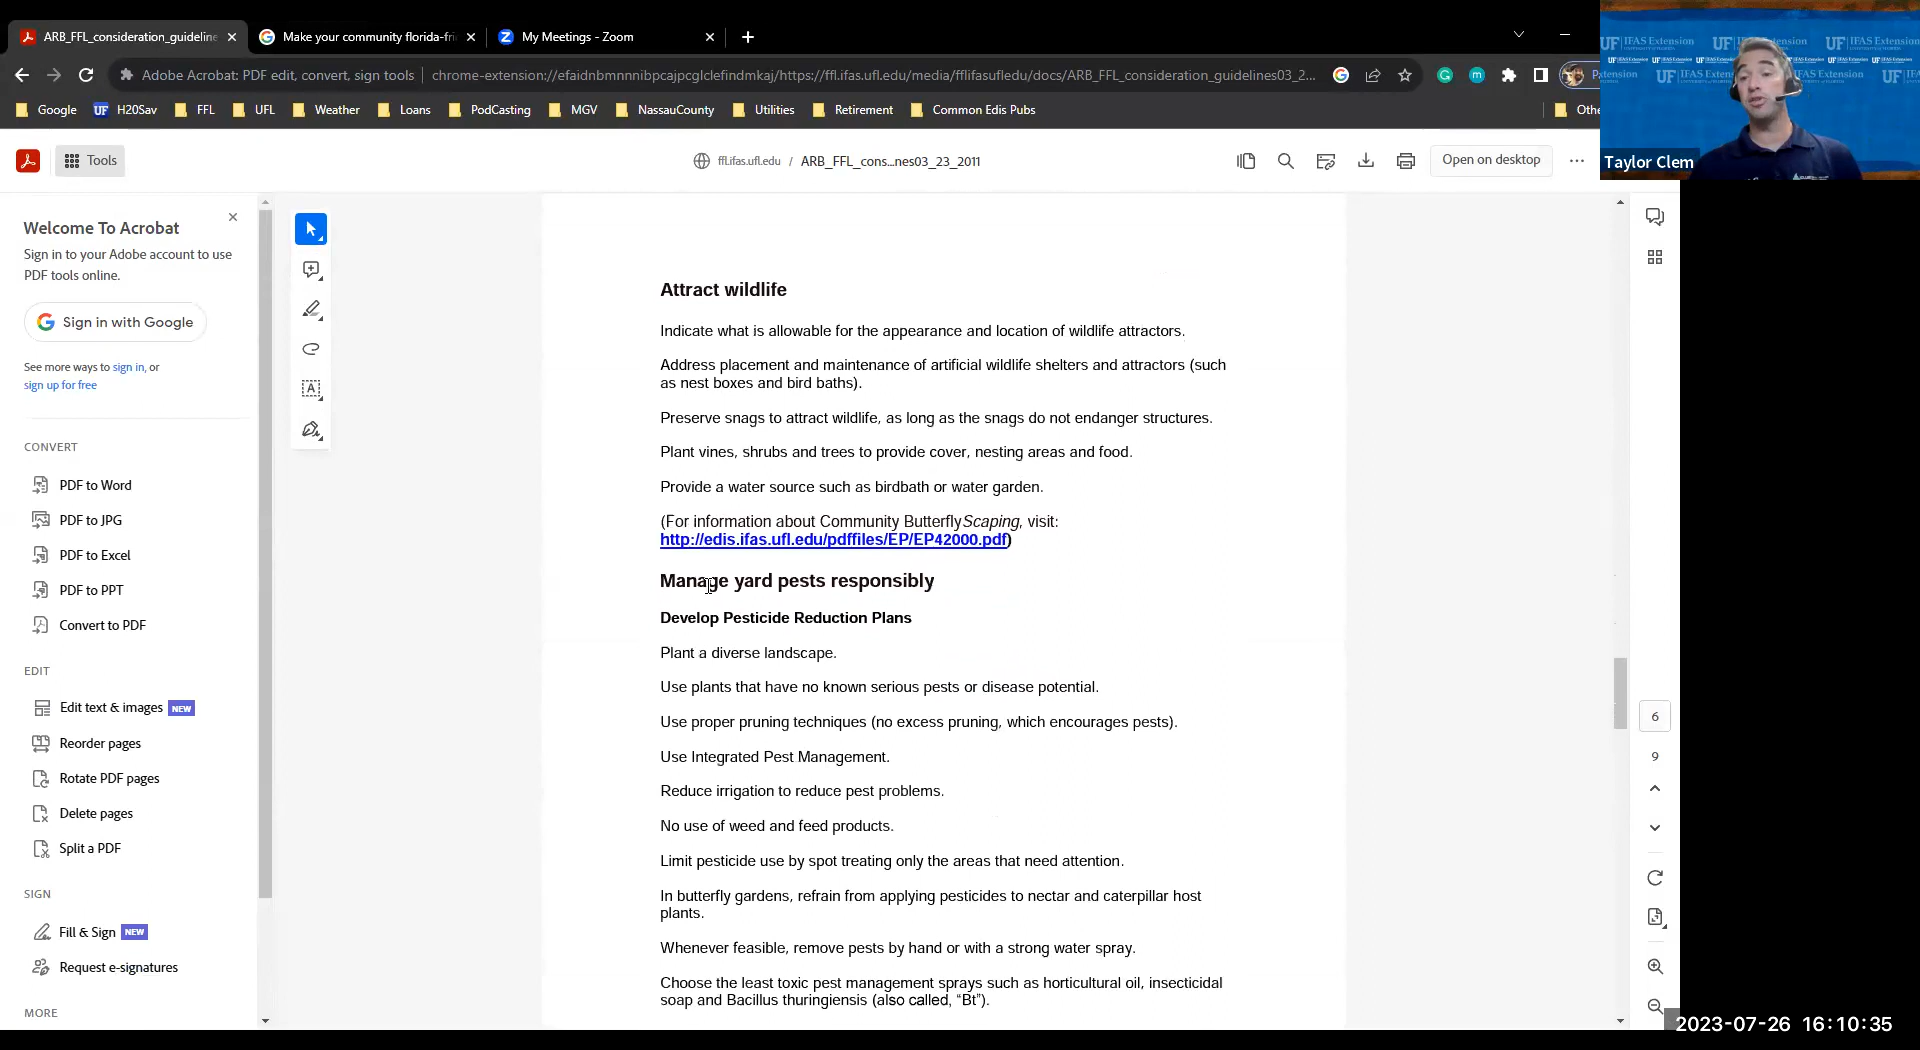 ARB_FFL_consideration_guideline
Make your community florida-fri
My Meetings - Zoom
Adobe Acrobat: PDF edit, convert, sign tools
chrome-extension://efaidnbmnnnibpcajpcglclefindmkaj/https://ffl.ifas.ufl.edu/media/fflifasufledu/docs/ARB_FFL_consideration_guidelines03_2...
Google
UF H20Sav
FFL
UFL
Weather
Loans
PodCasting
MGV
NassauCounty
Utilities
Retirement
Common Edis Pubs
Othe
UF IFAS Extension
Taylor Clem
Tools
ffl.ifas.ufl.edu / ARB_FFL_cons...nes03_23_2011
Open on desktop
Welcome To Acrobat
Sign in to your Adobe account to use
PDF tools online.
Sign in with Google
See more ways to sign in, or
sign up for free
CONVERT
PDF to Word
PDF to JPG
PDF to Excel
PDF to PPT
Convert to PDF
EDIT
Edit text & images NEW
Reorder pages
Rotate PDF pages
Delete pages
Split a PDF
SIGN
Fill & Sign NEW
Request e-signatures
MORE
Attract wildlife
Indicate what is allowable for the appearance and location of wildlife attractors.
Address placement and maintenance of artificial wildlife shelters and attractors (such
as nest boxes and bird baths).
Preserve snags to attract wildlife, as long as the snags do not endanger structures.
Plant vines, shrubs and trees to provide cover, nesting areas and food.
Provide a water source such as birdbath or water garden.
(For information about Community ButterflyScaping, visit:
http://edis.ifas.ufl.edu/pdffiles/EP/EP42000.pdf)
Manage yard pests responsibly
Develop Pesticide Reduction Plans
Plant a diverse landscape.
Use plants that have no known serious pests or disease potential.
Use proper pruning techniques (no excess pruning, which encourages pests).
Use Integrated Pest Management.
Reduce irrigation to reduce pest problems.
No use of weed and feed products.
Limit pesticide use by spot treating only the areas that need attention.
In butterfly gardens, refrain from applying pesticides to nectar and caterpillar host
plants.
Whenever feasible, remove pests by hand or with a strong water spray.
Choose the least toxic pest management sprays such as horticultural oil, insecticidal
soap and Bacillus thuringiensis (also called, “Bt”).
6
9
2023-07-26 16:10:35